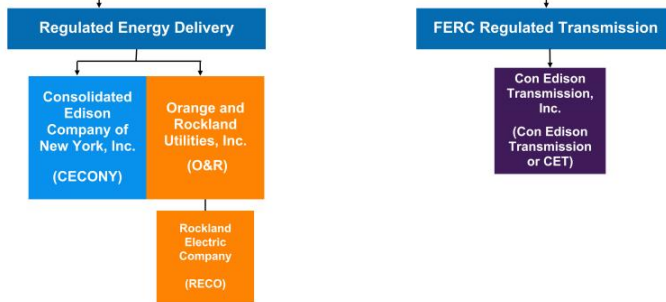 Regulated Energy Delivery
FERC Regulated Transmission
Consolidated
Edison
Company of
New York, Inc.
(CECONY)
Orange and
Rockland
Utilities, Inc.
(O&R)
Con Edison
Transmission,
Inc.
(Con Edison
Transmission
or CET)
Rockland
Electric
Company
(RECO)